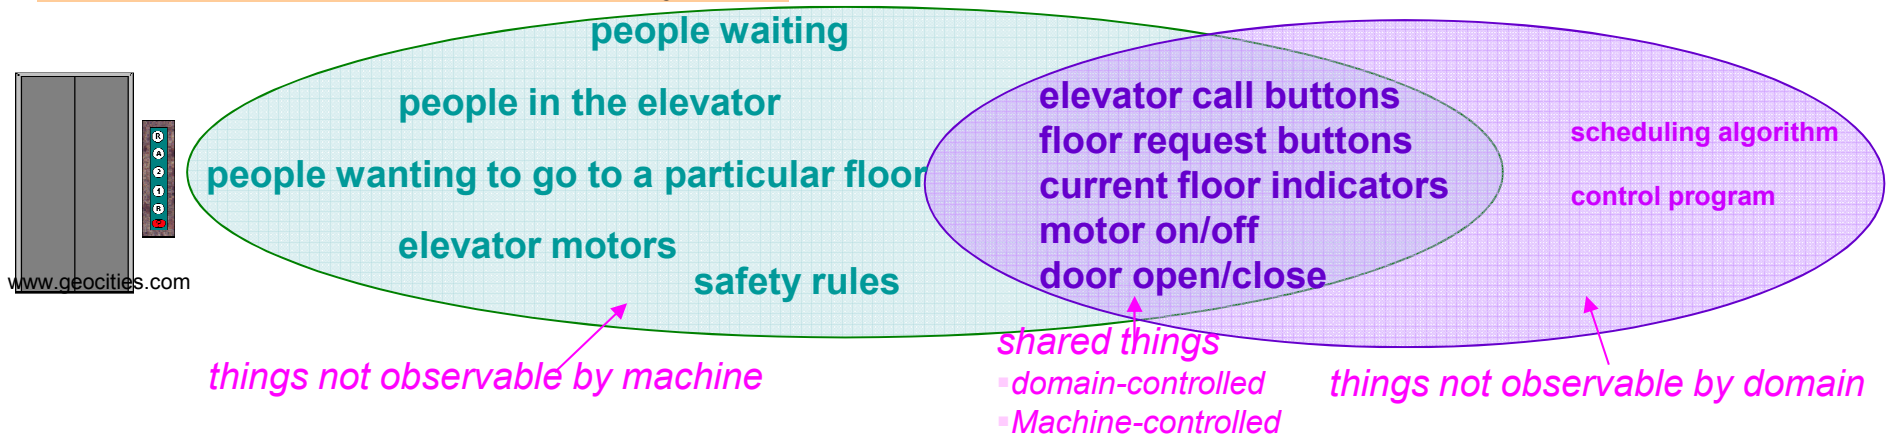 people waiting
people in the elevator
people wanting to go to a particular floor
elevator motors
safety rules
elevator call buttons
floor request buttons
current floor indicators
motor on/off
door open/close
scheduling algorithm
control program
R
A
2
1
B
www.geocities.com
things not observable by machine
shared things
▪domain-controlled
▪Machine-controlled
things not observable by domain